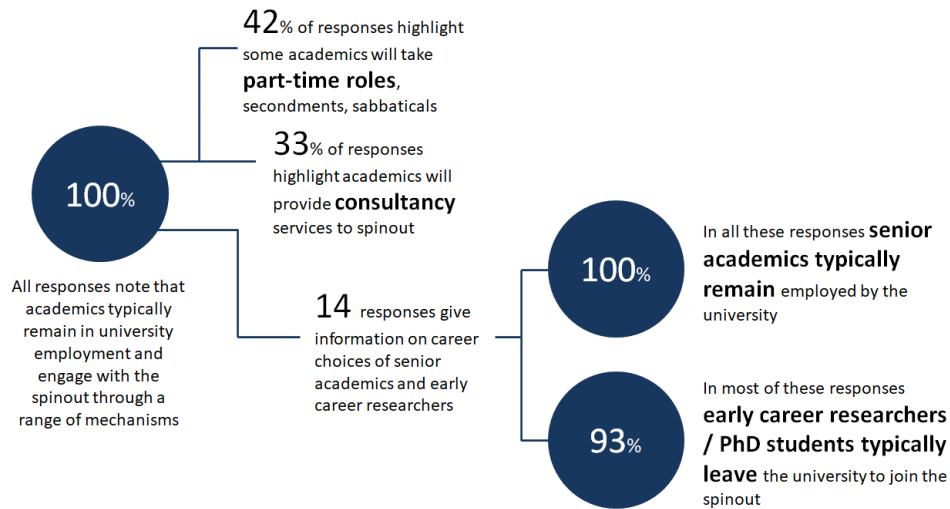 42% of responses highlight
some academics will take
part-time roles,
secondments, sabbaticals
33% of responses
highlight academics will
provide consultancy
services to spinout
100%
All responses note that
academics typically
remain in university
employment and
engage with the
spinout through a
range of mechanisms
14 responses give
information on career
choices of senior
academics and early
career researchers
100%
In all these responses senior
academics typically
remain employed by the
university
93%
In most of these responses
early career researchers
/ PhD students typically
leave the university to join the
spinout